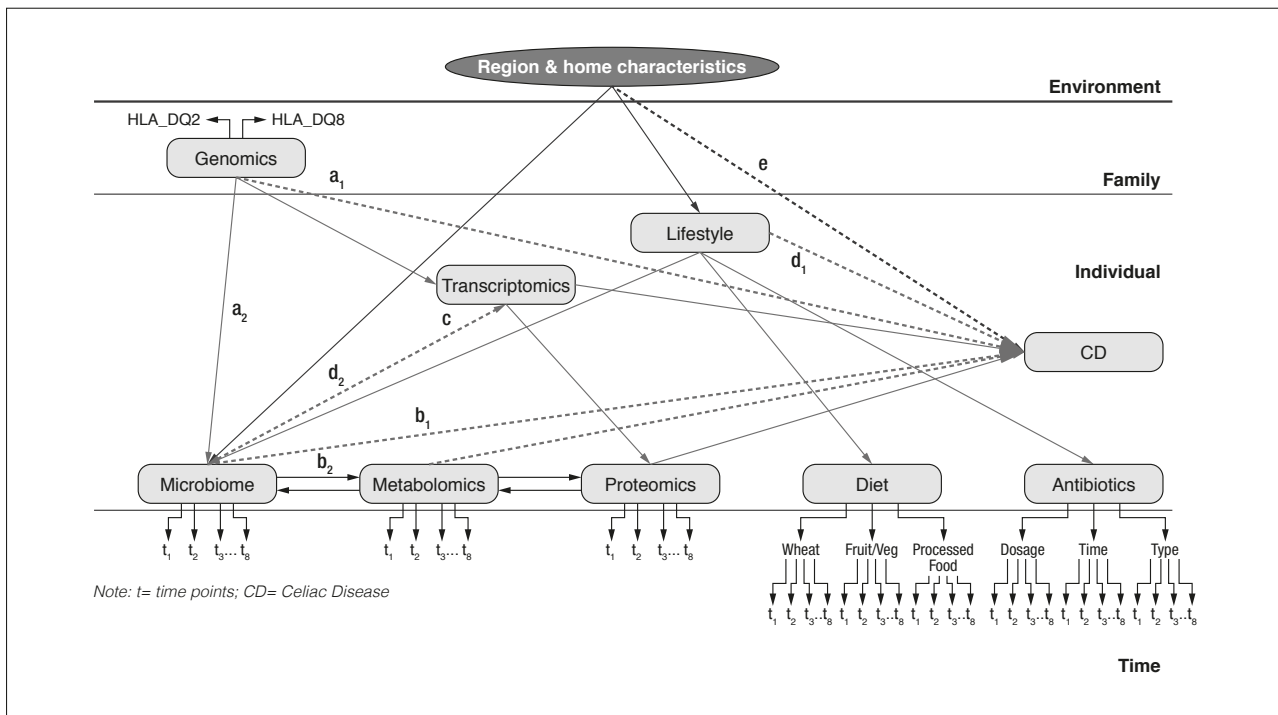 Region & home characteristics
Environment
HLA_DQ2 HLA_DQ8
Genomics
a1
e
Family
Lifestyle
d1
Individual
Transcriptomics
a2
c
CD
d2
b1
b2
Microbiome Metabolomics Proteomics Diet Antibiotics
t1 t2 t3... t8 t1 t2 t3... t8 t1 t2 t3... t8
Wheat Fruit/Veg Processed Food Dosage Time Type
Note: t= time points; CD= Celiac Disease
t1 t2 t3..t8 t1 t2 t3..t8 t1 t2 t3..t8 t1 t2 t3..t8 t1 t2 t3..t8 t1 t2 t3..t8
Time